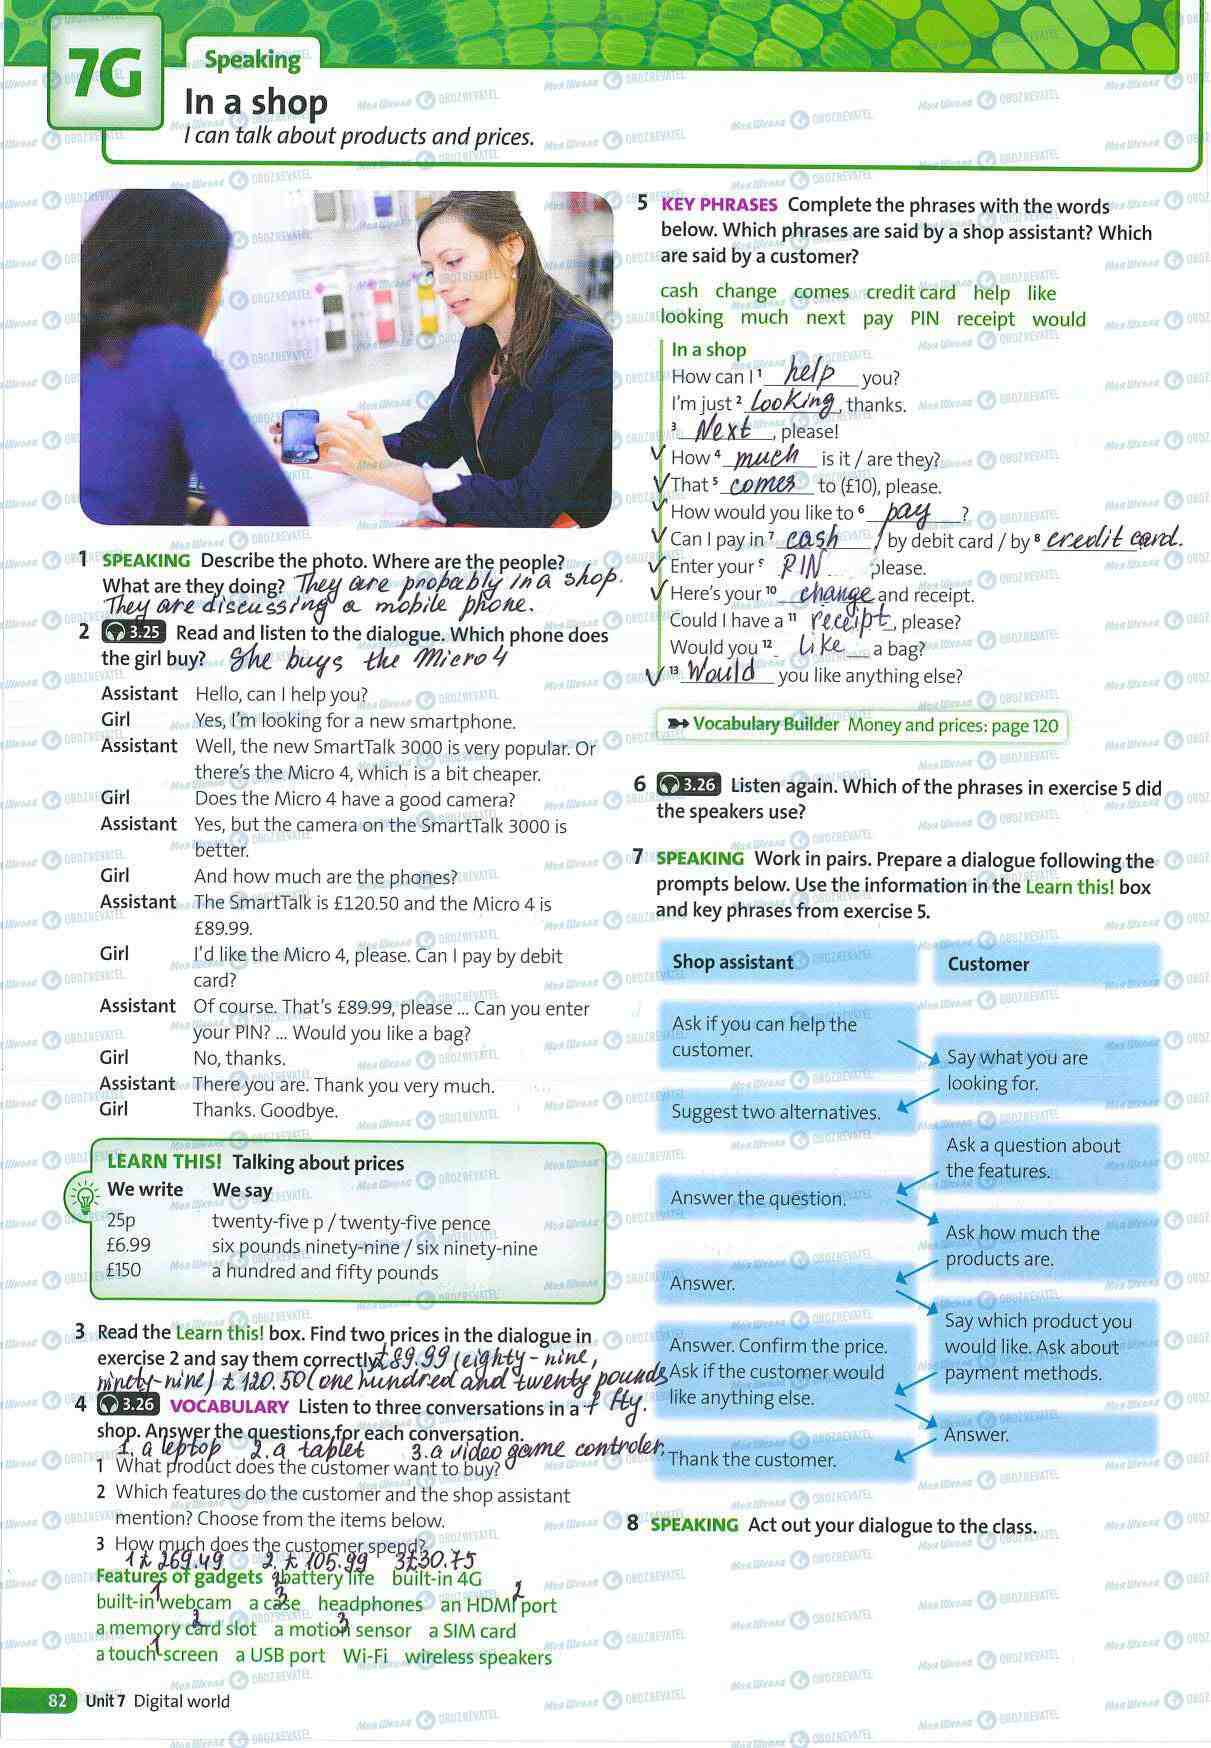 7G
Speaking
In a shop
I can talk about products and prices.
1 SPEAKING Describe the photo. Where are the people?
What are they doing? They are probably in a shop.
They are discussing a mobile phone.
2 3.25 Read and listen to the dialogue. Which phone does
the girl buy? She buys the Micro 4
Assistant Hello, can I help you?
Girl Yes, I'm looking for a new smartphone.
Assistant Well, the new SmartTalk 3000 is very popular. Or
there's the Micro 4, which is a bit cheaper.
Girl Does the Micro 4 have a good camera?
Assistant Yes, but the camera on the SmartTalk 3000 is
better.
Girl And how much are the phones?
Assistant The SmartTalk is £120.50 and the Micro 4 is
£89.99.
Girl I'd like the Micro 4, please. Can I pay by debit
card?
Assistant Of course. That's £89.99, please ... Can you enter
your PIN? ... Would you like a bag?
Girl No, thanks.
Assistant There you are. Thank you very much.
Girl Thanks. Goodbye.
LEARN THIS! Talking about prices
We write We say
25p twenty-five p / twenty-five pence
£6.99 six pounds ninety-nine / six ninety-nine
£150 a hundred and fifty pounds
3 Read the Learn this! box. Find two prices in the dialogue in
exercise 2 and say them correctly. £89.99 (eighty-nine,
ninety-nine) £120.50 (one hundred and twenty pounds
fifty.
4 3.26 VOCABULARY Listen to three conversations in a
shop. Answer the questions for each conversation.
1. a leptop 2. a tablet 3. a video game controler.
1 What product does the customer want to buy?
2 Which features do the customer and the shop assistant
mention? Choose from the items below.
3 How much does the customer spend?
1 £269.49 2. £105.99 3 £30.75
Features of gadgets battery life built-in 4G
built-in webcam a case headphones an HDMI port
a memory card slot a motion sensor a SIM card
a touch screen a USB port Wi-Fi wireless speakers
82 Unit 7 Digital world
5 KEY PHRASES Complete the phrases with the words
below. Which phrases are said by a shop assistant? Which
are said by a customer?
cash change comes credit card help like
looking much next pay PIN receipt would
In a shop
How can I 1 help you?
I'm just 2 looking, thanks.
3 Next, please!
✓ How 4 much is it / are they?
✓ That 5 comes to (£10), please.
✓ How would you like to 6 pay?
✓ Can I pay in 7 cash / by debit card / by 8 credit card.
✓ Enter your 9 PIN please.
✓ Here's your 10 change and receipt.
Could I have a 11 receipt, please?
Would you 12 like a bag?
✓ 13 Would you like anything else?
Vocabulary Builder Money and prices: page 120
6 3.26 Listen again. Which of the phrases in exercise 5 did
the speakers use?
7 SPEAKING Work in pairs. Prepare a dialogue following the
prompts below. Use the information in the Learn this! box
and key phrases from exercise 5.
Shop assistant Customer
Ask if you can help the
customer.
Say what you are
looking for.
Suggest two alternatives.
Ask a question about
the features.
Answer the question.
Ask how much the
products are.
Answer.
Say which product you
would like. Ask about
payment methods.
Answer. Confirm the price.
Ask if the customer would
like anything else.
Answer.
Thank the customer.
8 SPEAKING Act out your dialogue to the class.